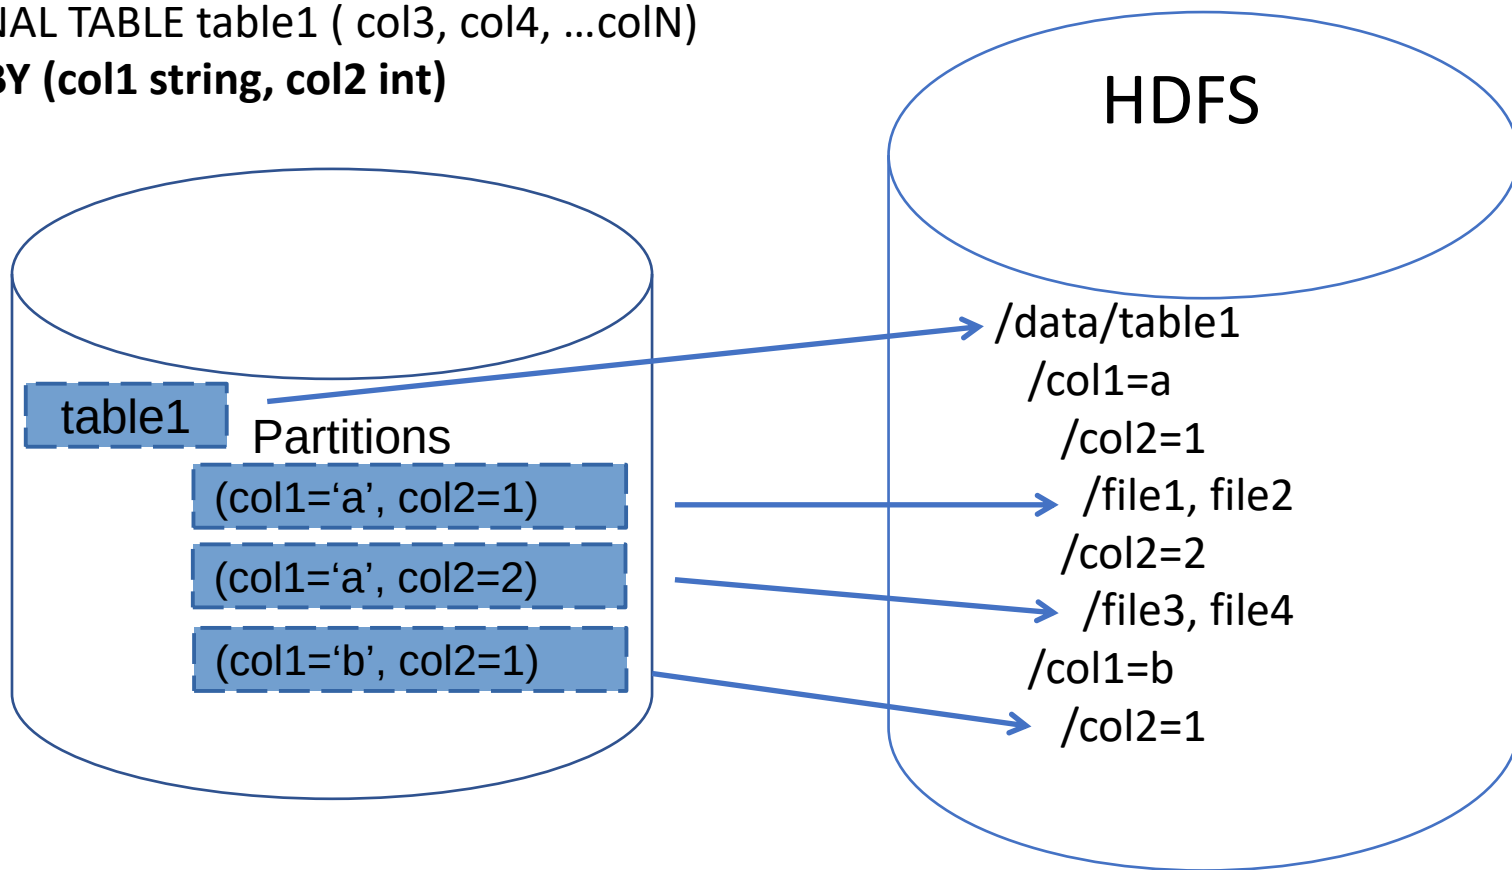 NAL TABLE table1 ( col3, col4, …colN)
BY (col1 string, col2 int)
HDFS
table1
Partitions
(col1=‘a’, col2=1)
(col1=‘a’, col2=2)
(col1=‘b’, col2=1)
/data/table1
/col1=a
/col2=1
/file1, file2
/col2=2
/file3, file4
/col1=b
/col2=1